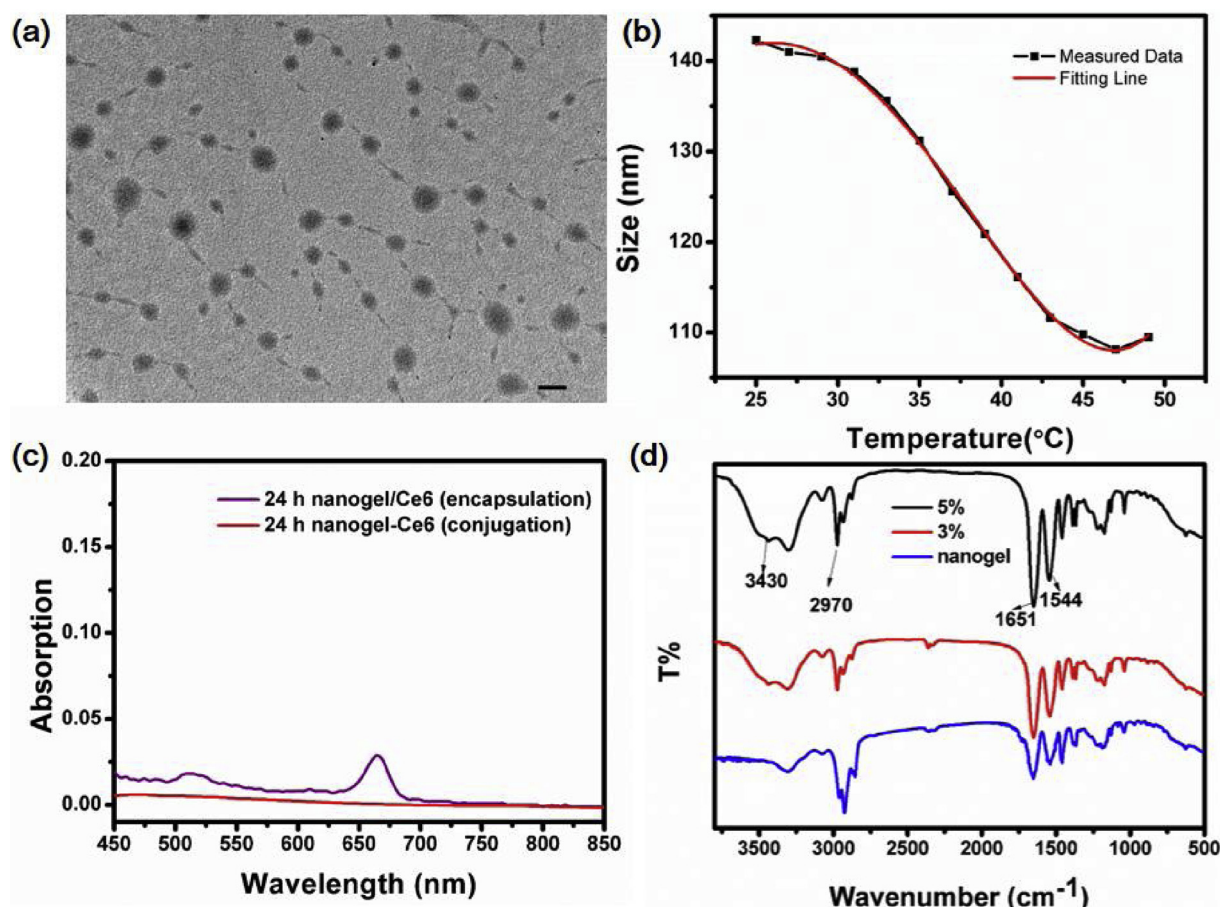 (a)
(b)
140
130
120
110
Size (nm)
Measured Data
Fitting Line
25 30 35 40 45 50
Temperature(°C)
(c)
0.20
0.15
0.10
0.05
0.00
Absorption
24 h nanogel/Ce6 (encapsulation)
24 h nanogel-Ce6 (conjugation)
450 500 550 600 650 700 750 800 850
Wavelength (nm)
(d)
T%
5%
3%
nanogel
3430
2970
1651
1544
3500 3000 2500 2000 1500 1000 500
Wavenumber (cm-1)